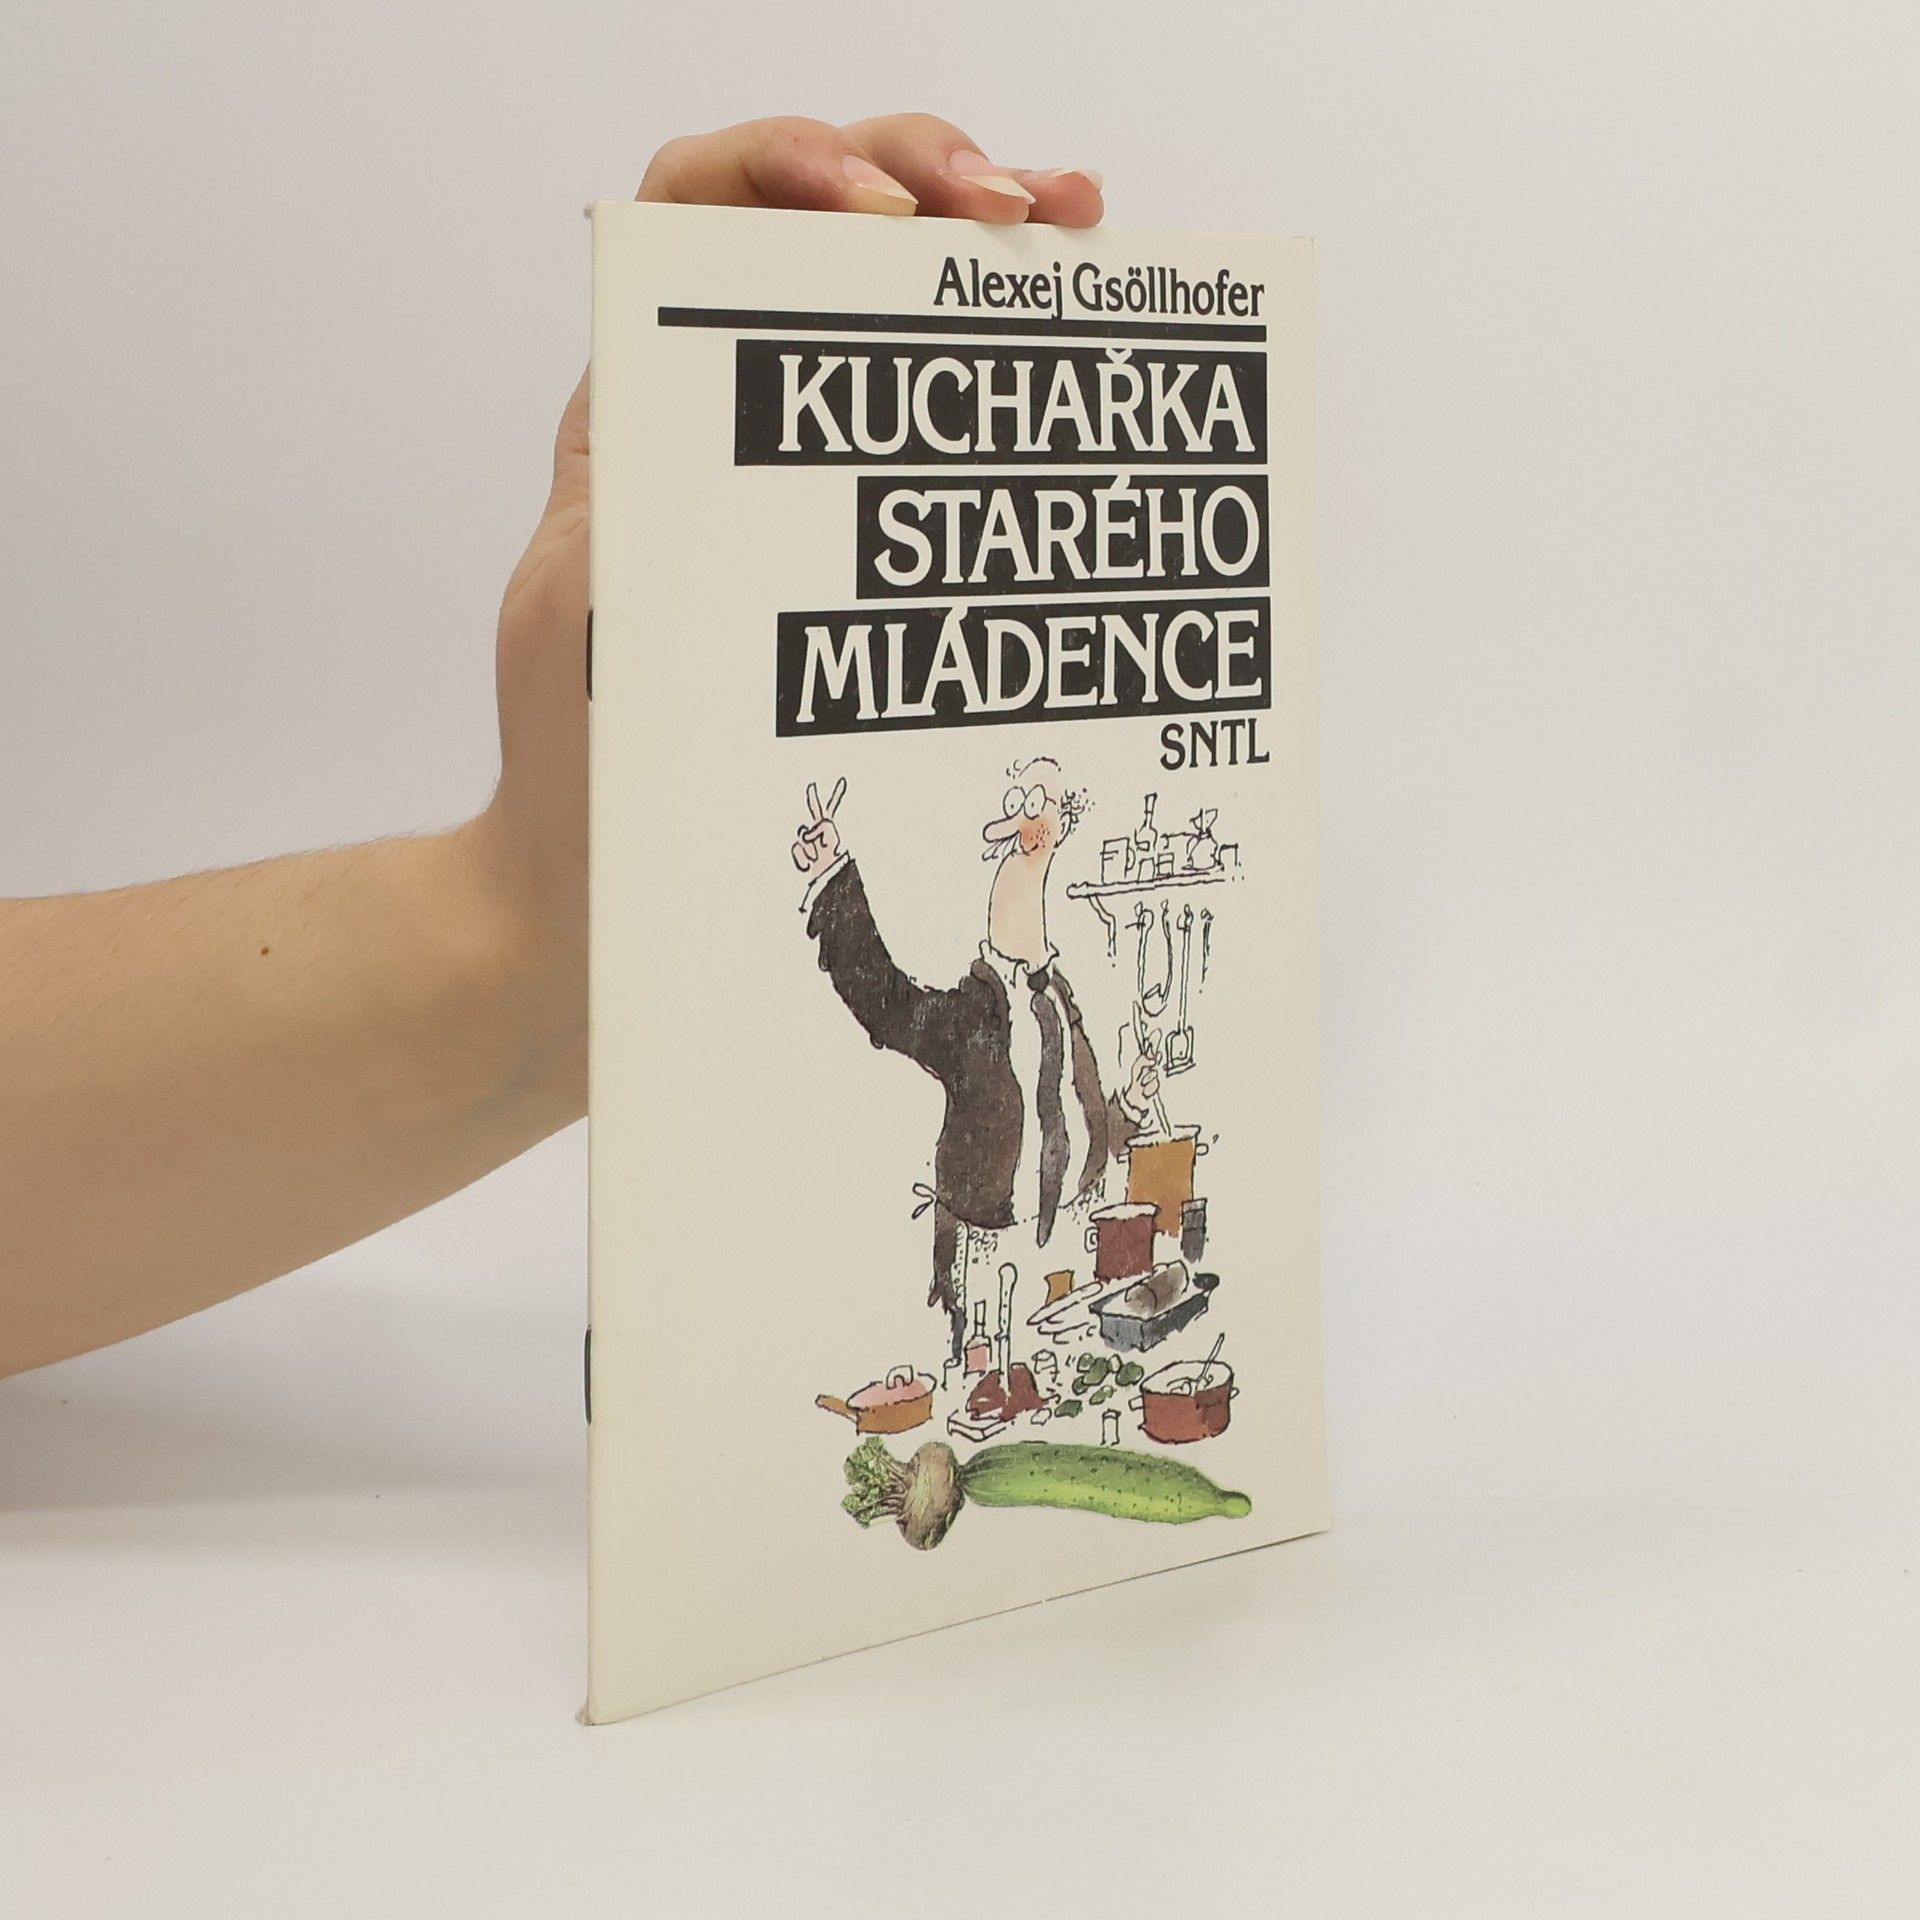 Alexej Gsöllhofer
KUCHAŘKA
STARÉHO
MLÁDENCE
SNTL